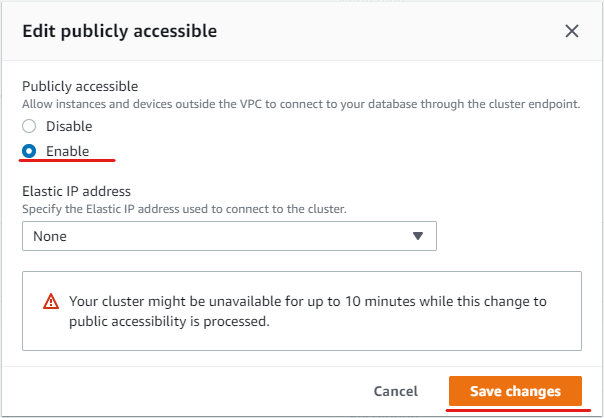 Edit publicly accessible
Publicly accessible
Allow instances and devices outside the VPC to connect to your database through the cluster endpoint.
Disable
Enable
Elastic IP address
Specify the Elastic IP address used to connect to the cluster.
None
Your cluster might be unavailable for up to 10 minutes while this change to
public accessibility is processed.
Cancel Save changes